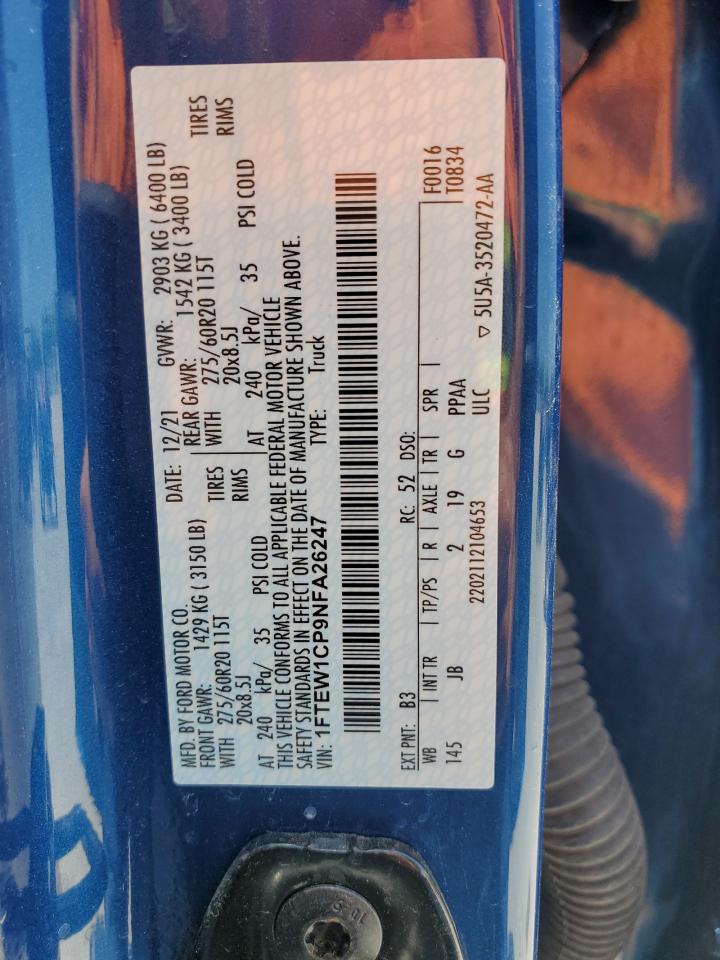 MFD. BY FORD MOTOR CO.
DATE: 12/21 GVWR: 2903 KG ( 6400 LB)
FRONT GAWR: 1429 KG ( 3150 LB) REAR GAWR: 1542 KG ( 3400 LB)
WITH 275/60R20 115T TIRES WITH 275/60R20 115T TIRES
20x8.5J RIMS 20x8.5J RIMS
AT 240 kPa/ 35 PSI COLD AT 240 kPa/ 35 PSI COLD
THIS VEHICLE CONFORMS TO ALL APPLICABLE FEDERAL MOTOR VEHICLE
SAFETY STANDARDS IN EFFECT ON THE DATE OF MANUFACTURE SHOWN ABOVE.
VIN: 1FTEW1CP9NFA26247 TYPE: Truck
EXT PNT: B3 RC: 52 DSO: F0016
WB INT TR TP/PS R AXLE TR SPR T0834
145 JB 2 19 G PPAA
2202112104653 ULC ▽ 5U5A-3520472-AA